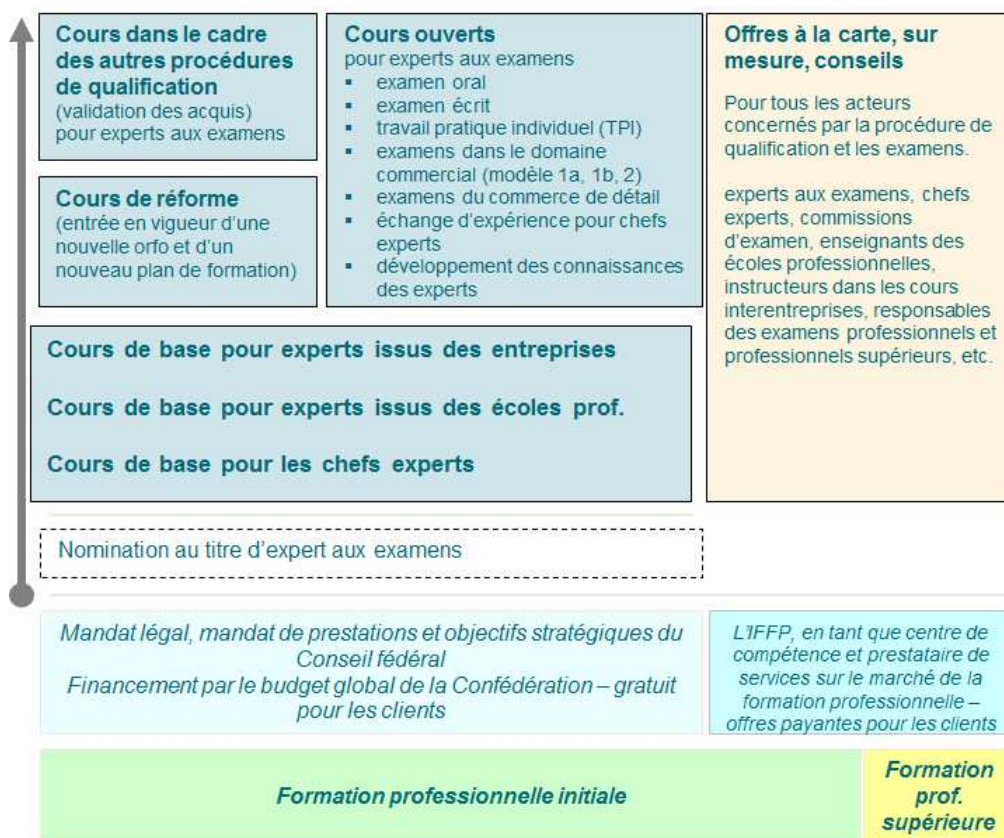 Cours dans le cadre
des autres procédures
de qualification
(validation des acquis)
pour experts aux examens
Cours de réforme
(entrée en vigueur d'une
nouvelle orfo et d'un
nouveau plan de formation)
Cours ouverts
pour experts aux examens
▪ examen oral
▪ examen écrit
▪ travail pratique individuel (TPI)
▪ examens dans le domaine
commercial (modèle 1a, 1b, 2)
▪ examens du commerce de détail
▪ échange d'expérience pour chefs
experts
▪ développement des connaissances
des experts
Offres à la carte, sur
mesure, conseils
Pour tous les acteurs
concernés par la procédure de
qualification et les examens.
experts aux examens, chefs
experts, commissions
d'examen, enseignants des
écoles professionnelles,
instructeurs dans les cours
interentreprises, responsables
des examens professionnels et
professionnels supérieurs, etc.
Cours de base pour experts issus des entreprises
Cours de base pour experts issus des écoles prof.
Cours de base pour les chefs experts
Nomination au titre d'expert aux examens
Mandat légal, mandat de prestations et objectifs stratégiques du
Conseil fédéral
Financement par le budget global de la Confédération – gratuit
pour les clients
L'IFFP, en tant que centre de
compétence et prestataire de
services sur le marché de la
formation professionnelle –
offres payantes pour les clients
Formation professionnelle initiale
Formation
prof.
supérieure